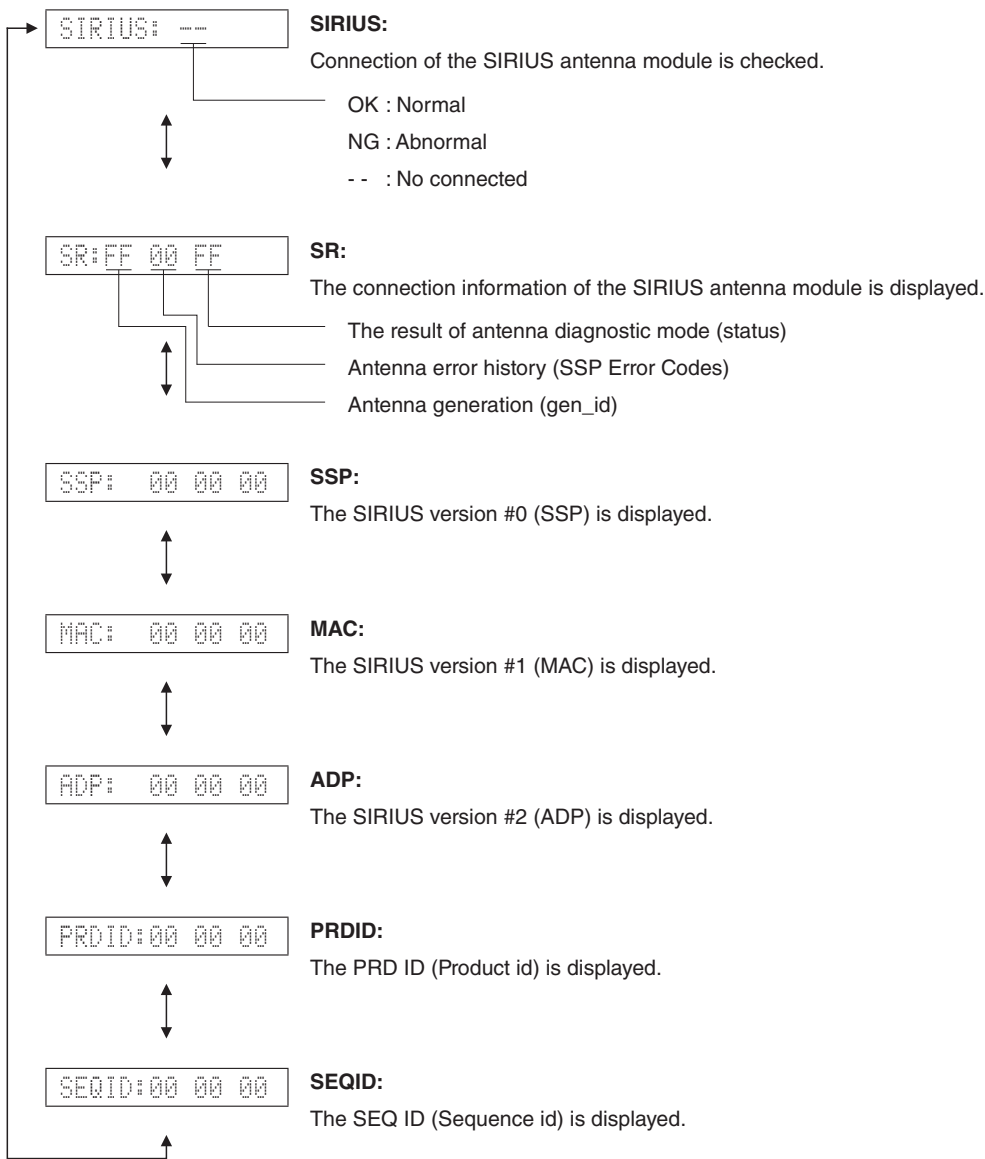 SIRIUS: --
SIRIUS:
Connection of the SIRIUS antenna module is checked.
OK : Normal
NG : Abnormal
- - : No connected
SR:FF 00 FF
SR:
The connection information of the SIRIUS antenna module is displayed.
The result of antenna diagnostic mode (status)
Antenna error history (SSP Error Codes)
Antenna generation (gen_id)
SSP: 00 00 00
SSP:
The SIRIUS version #0 (SSP) is displayed.
MAC: 00 00 00
MAC:
The SIRIUS version #1 (MAC) is displayed.
ADP: 00 00 00
ADP:
The SIRIUS version #2 (ADP) is displayed.
PRDID:00 00 00
PRDID:
The PRD ID (Product id) is displayed.
SEQID:00 00 00
SEQID:
The SEQ ID (Sequence id) is displayed.